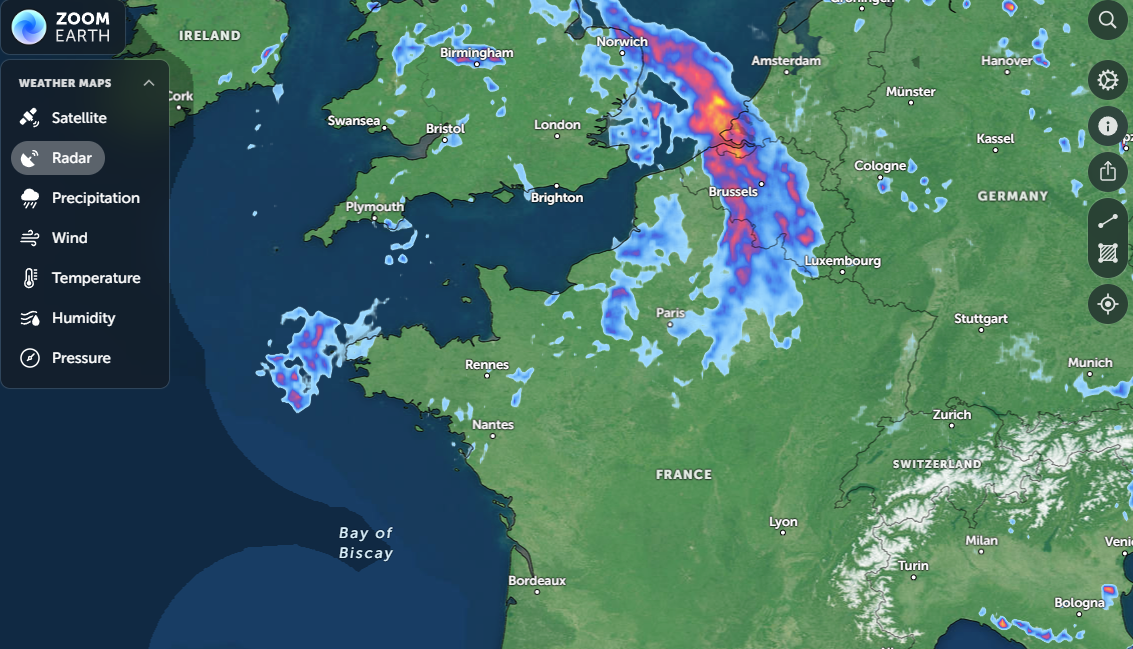 ZOOM
EARTH
WEATHER MAPS
Satellite
Radar
Precipitation
Wind
Temperature
Humidity
Pressure
IRELAND
Cork
Birmingham
Norwich
Amsterdam
Hanover
Münster
Swansea
Bristol
London
Kassel
Cologne
GERMANY
Plymouth
Brighton
Brussels
Luxembourg
Paris
Stuttgart
Rennes
Munich
Nantes
Zurich
SWITZERLAND
FRANCE
Lyon
Bay of
Biscay
Milan
Turin
Bordeaux
Bologna